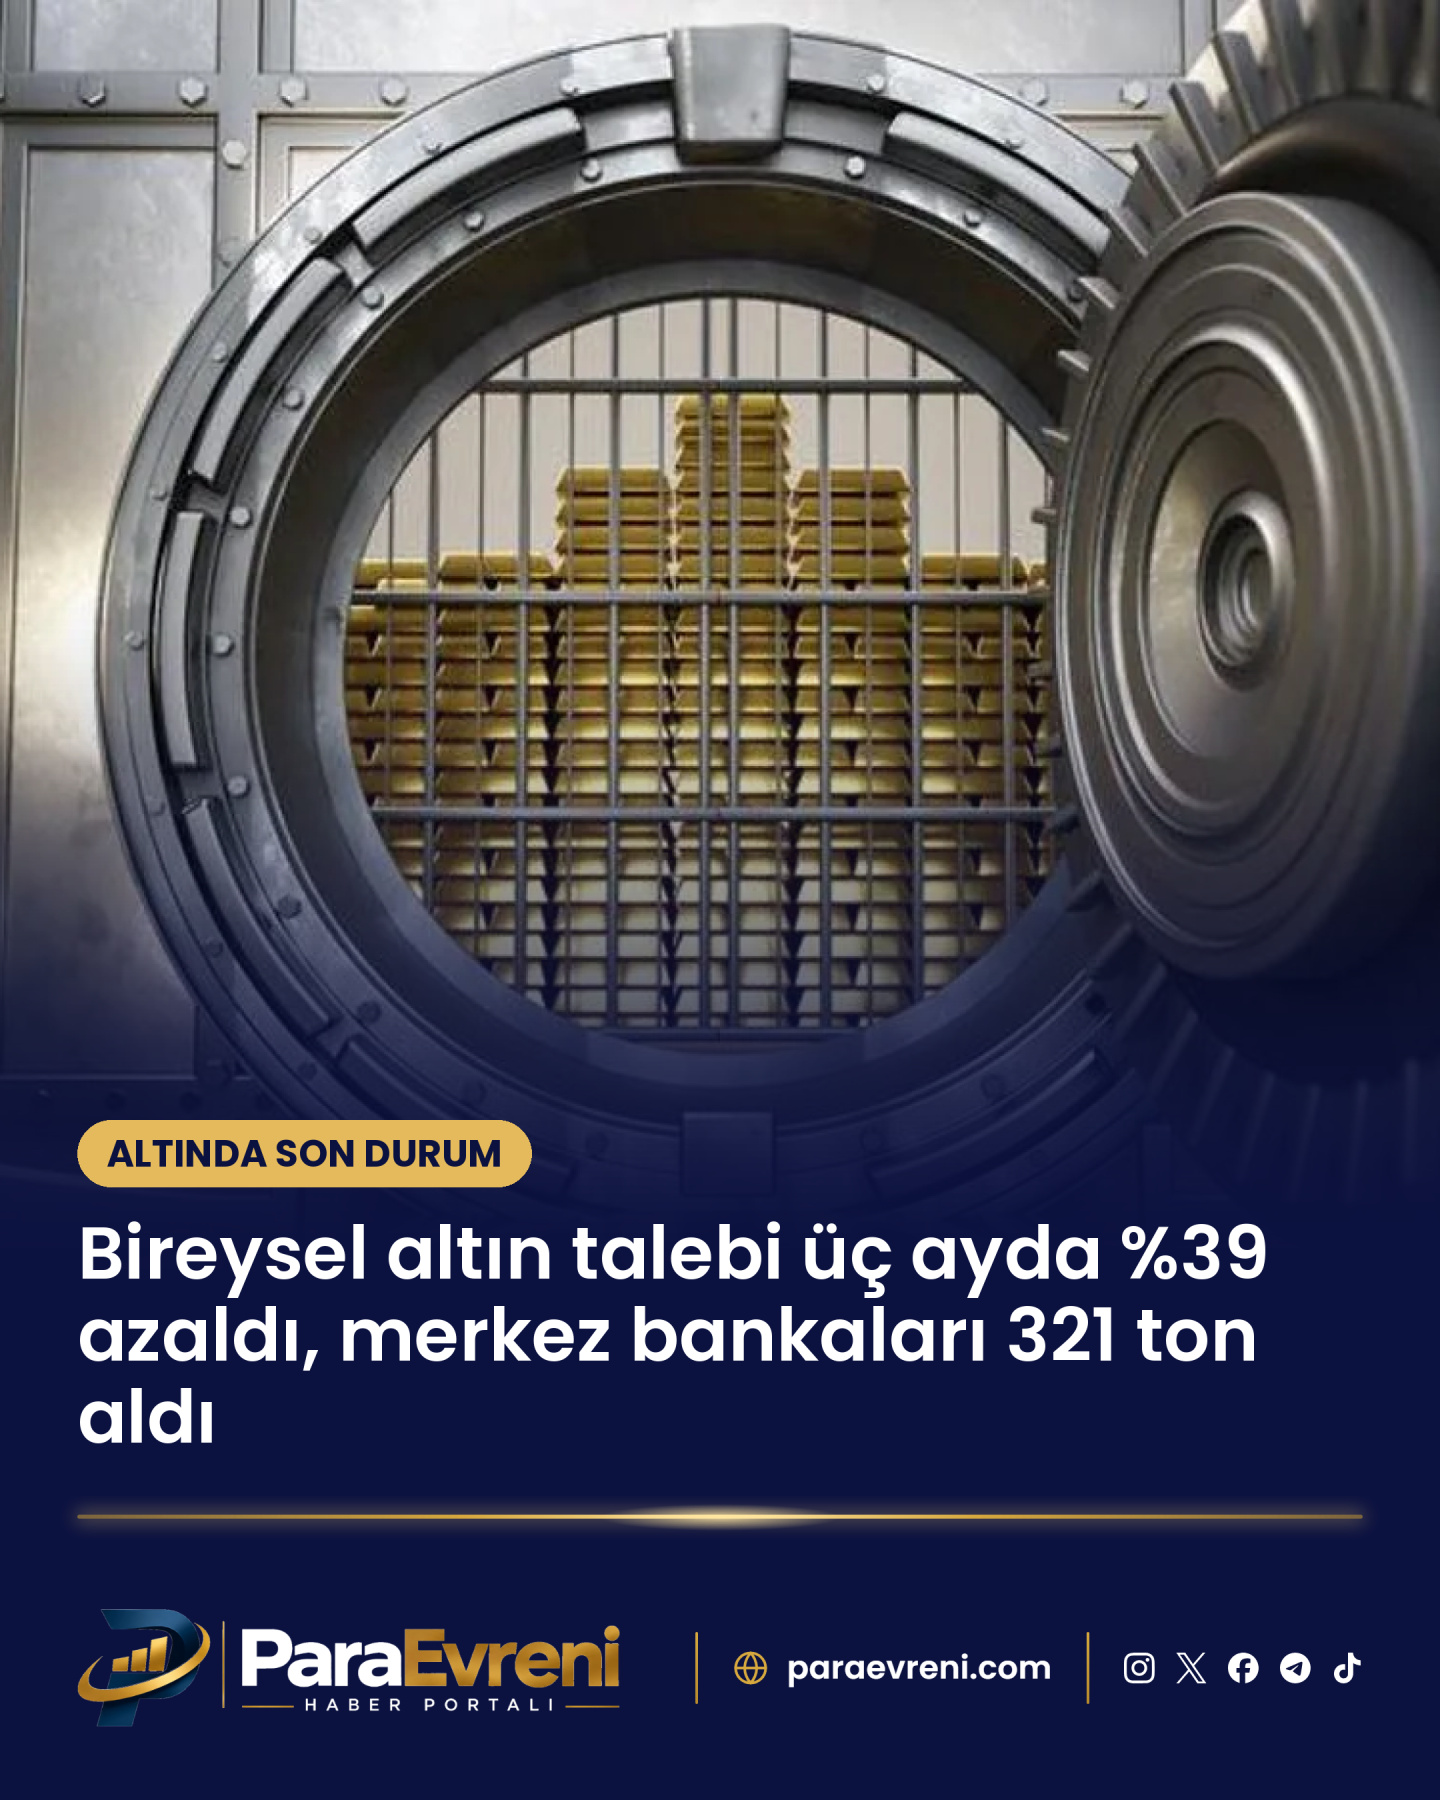 ALTINDA SON DURUM
Bireysel altın talebi üç ayda %39
azaldı, merkez bankaları 321 ton
aldı
ParaEvreni
HABER PORTALI
paraevreni.com